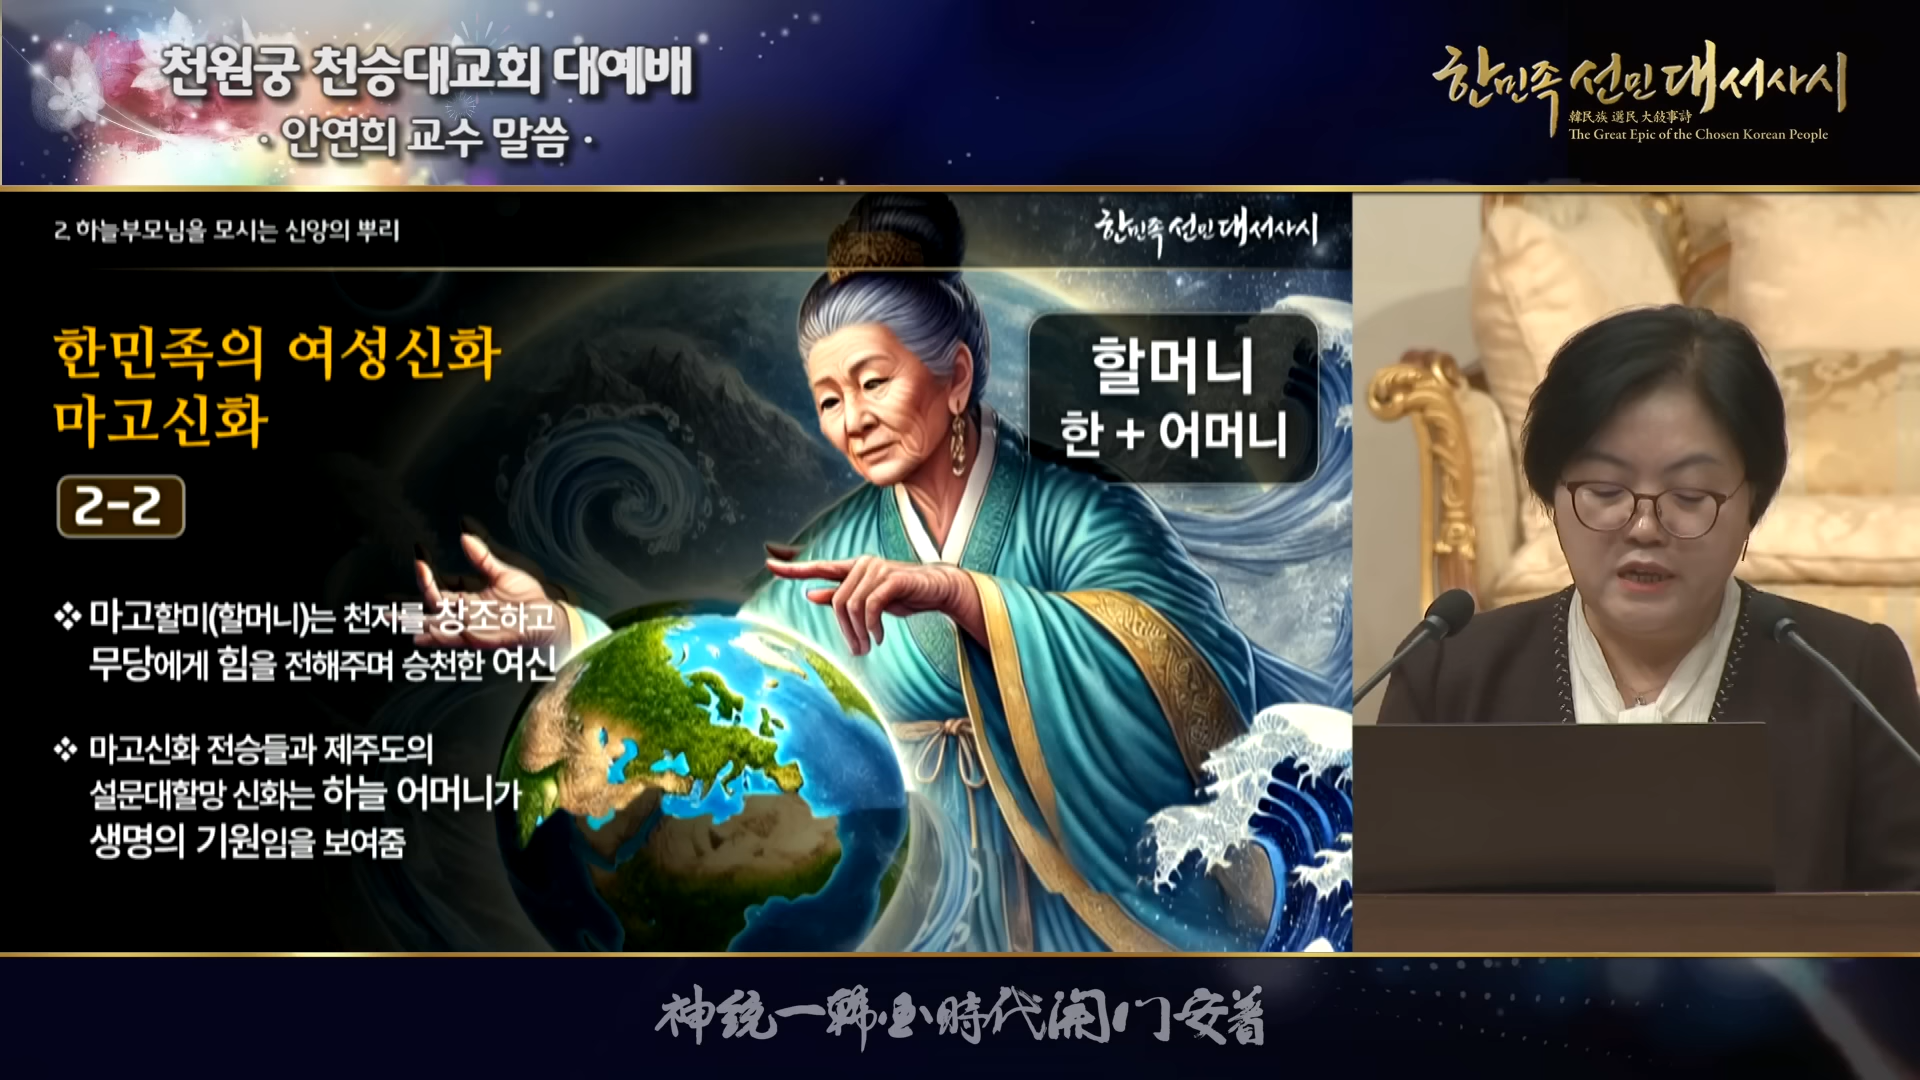 천원궁 천승대교회 대예배
· 안연희 교수 말씀 ·
한민족 선민 대서사시
韓民族 選民 大敍事詩
The Great Epic of the Chosen Korean People
2. 하늘부모님을 모시는 신앙의 뿌리
한민족 선민 대서사시
한민족의 여성신화
마고신화
2-2
할머니
한 + 어머니
❖ 마고할미(할머니)는 천지를 창조하고
무당에게 힘을 전해주며 승천한 여신
❖ 마고신화 전승들과 제주도의
설문대할망 신화는 하늘 어머니가
생명의 기원임을 보여줌
神統一韓国時代開门安着